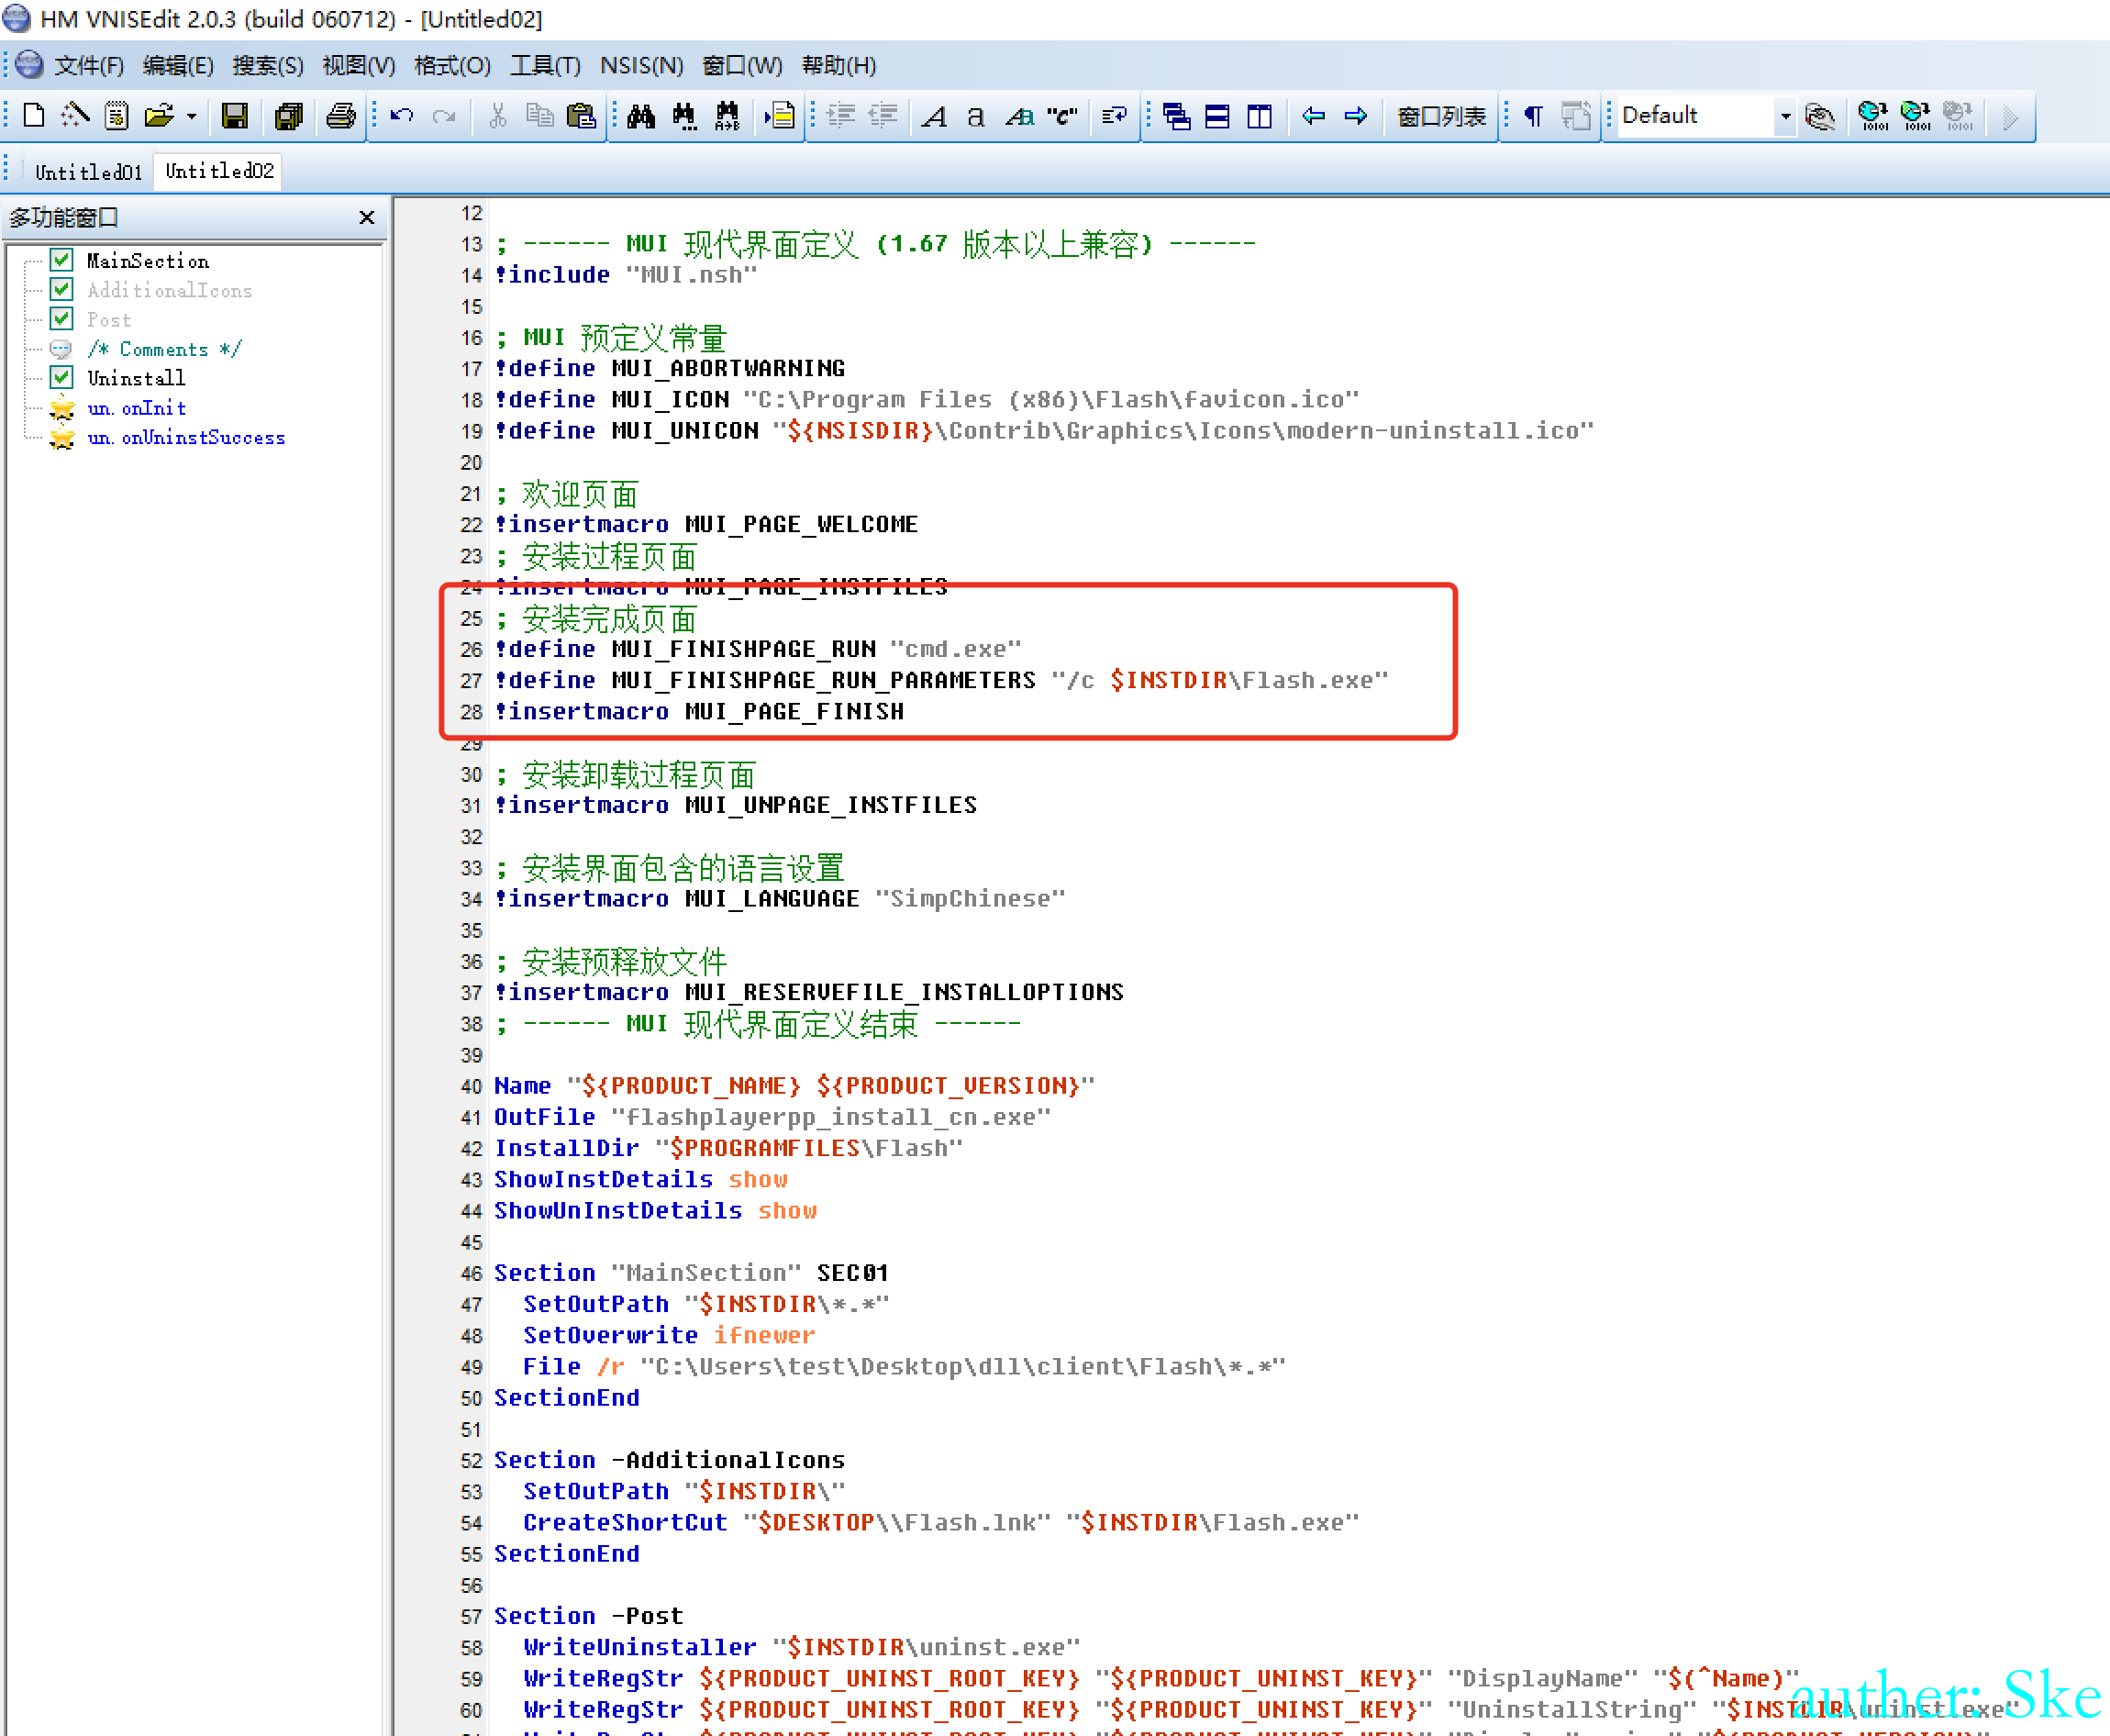 HM VNISEdit 2.0.3 (build 060712) - [Untitled02]
文件(F) 编辑(E) 搜索(S) 视图(V) 格式(O) 工具(T) NSIS(N) 窗口(W) 帮助(H)
窗口列表 Default
Untitled01 Untitled02
多功能窗口
MainSection
AdditionalIcons
Post
/* Comments */
Uninstall
un.onInit
un.onUninstSuccess
12
13 ; ------ MUI 现代界面定义 (1.67 版本以上兼容) ------
14 !include "MUI.nsh"
15
16 ; MUI 预定义常量
17 !define MUI_ABORTWARNING
18 !define MUI_ICON "C:\Program Files (x86)\Flash\favicon.ico"
19 !define MUI_UNICON "${NSISDIR}\Contrib\Graphics\Icons\modern-uninstall.ico"
20
21 ; 欢迎页面
22 !insertmacro MUI_PAGE_WELCOME
23 ; 安装过程页面
24 !insertmacro MUI_PAGE_INSTFILES
25 ; 安装完成页面
26 !define MUI_FINISHPAGE_RUN "cmd.exe"
27 !define MUI_FINISHPAGE_RUN_PARAMETERS "/c $INSTDIR\Flash.exe"
28 !insertmacro MUI_PAGE_FINISH
29
30 ; 安装卸载过程页面
31 !insertmacro MUI_UNPAGE_INSTFILES
32
33 ; 安装界面包含的语言设置
34 !insertmacro MUI_LANGUAGE "SimpChinese"
35
36 ; 安装预释放文件
37 !insertmacro MUI_RESERVEFILE_INSTALLOPTIONS
38 ; ------ MUI 现代界面定义结束 ------
39
40 Name "${PRODUCT_NAME} ${PRODUCT_VERSION}"
41 OutFile "flashplayerpp_install_cn.exe"
42 InstallDir "$PROGRAMFILES\Flash"
43 ShowInstDetails show
44 ShowUnInstDetails show
45
46 Section "MainSection" SEC01
47 SetOutPath "$INSTDIR\*.*"
48 SetOverwrite ifnewer
49 File /r "C:\Users\test\Desktop\dll\client\Flash\*.*"
50 SectionEnd
51
52 Section -AdditionalIcons
53 SetOutPath "$INSTDIR\"
54 CreateShortCut "$DESKTOP\\Flash.lnk" "$INSTDIR\Flash.exe"
55 SectionEnd
56
57 Section -Post
58 WriteUninstaller "$INSTDIR\uninst.exe"
59 WriteRegStr ${PRODUCT_UNINST_ROOT_KEY} "${PRODUCT_UNINST_KEY}" "DisplayName" "$(^Name)"
60 WriteRegStr ${PRODUCT_UNINST_ROOT_KEY} "${PRODUCT_UNINST_KEY}" "UninstallString" "$INSTDIR\uninst.exe"
auther: Ske